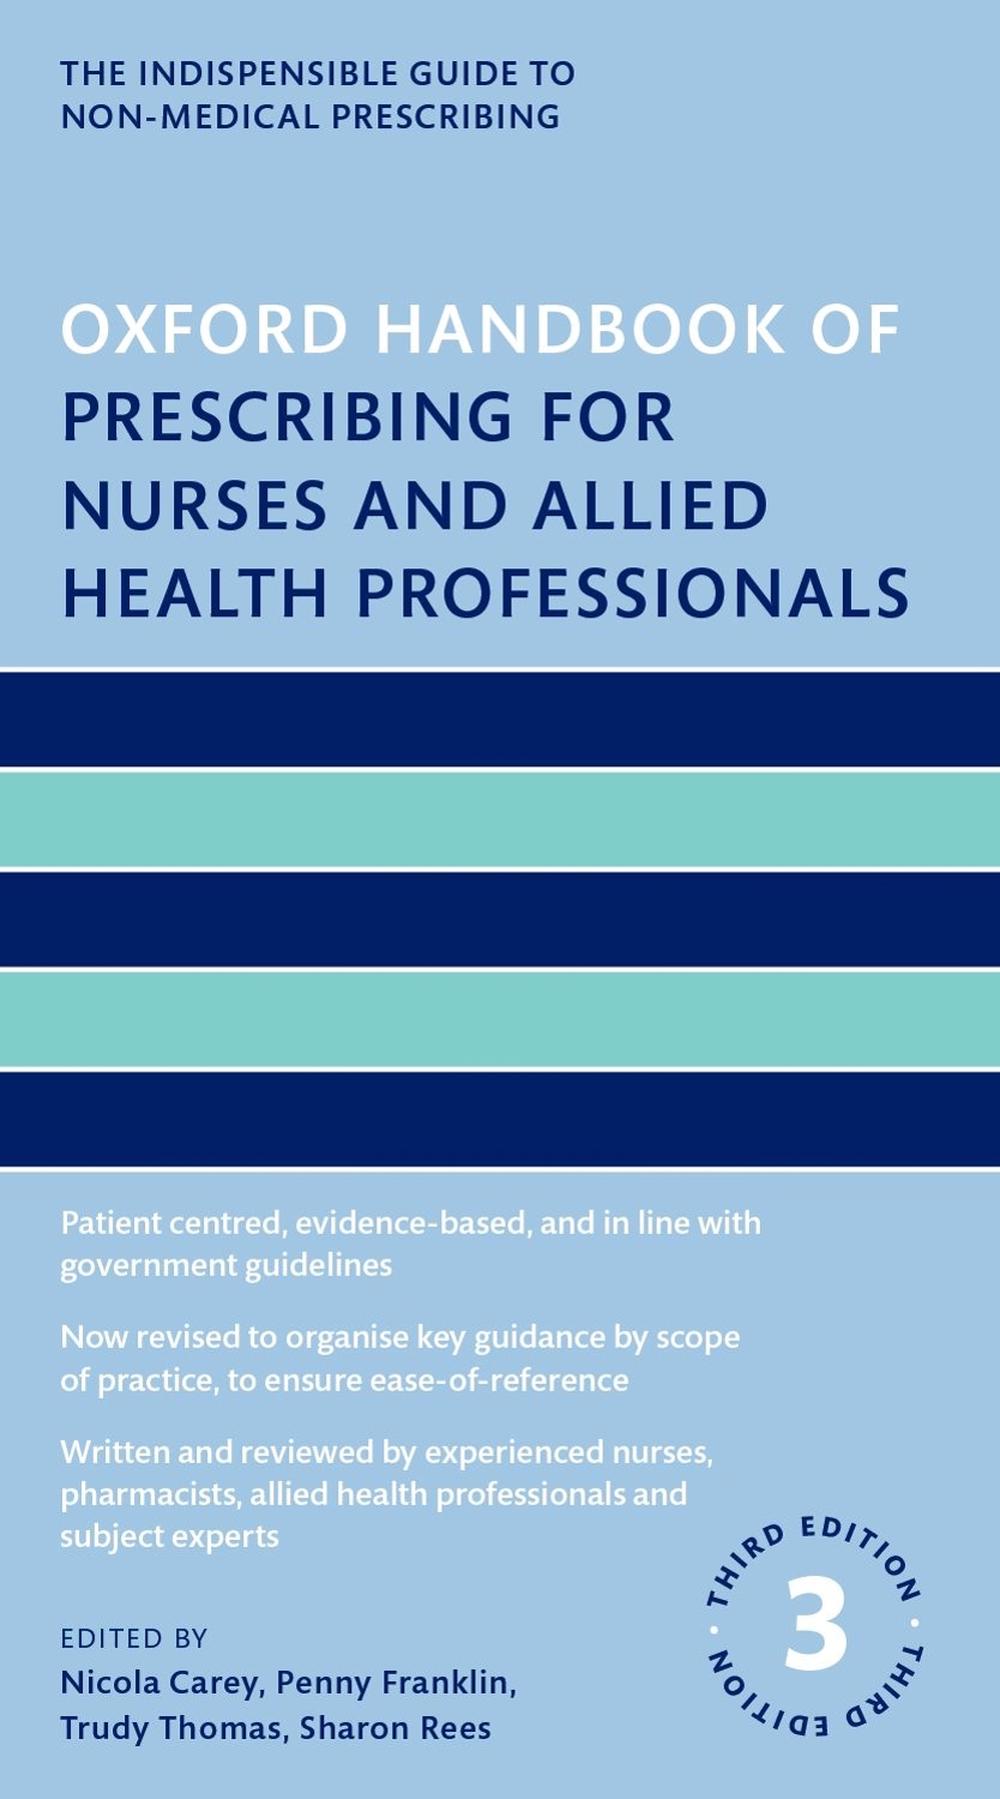 THE INDISPENSIBLE GUIDE TO
NON-MEDICAL PRESCRIBING
OXFORD HANDBOOK OF
PRESCRIBING FOR
NURSES AND ALLIED
HEALTH PROFESSIONALS
Patient centred, evidence-based, and in line with
government guidelines
Now revised to organise key guidance by scope
of practice, to ensure ease-of-reference
Written and reviewed by experienced nurses,
pharmacists, allied health professionals and
subject experts
EDITED BY
Nicola Carey, Penny Franklin,
Trudy Thomas, Sharon Rees
· THIRD EDITION · THIRD EDITION
3